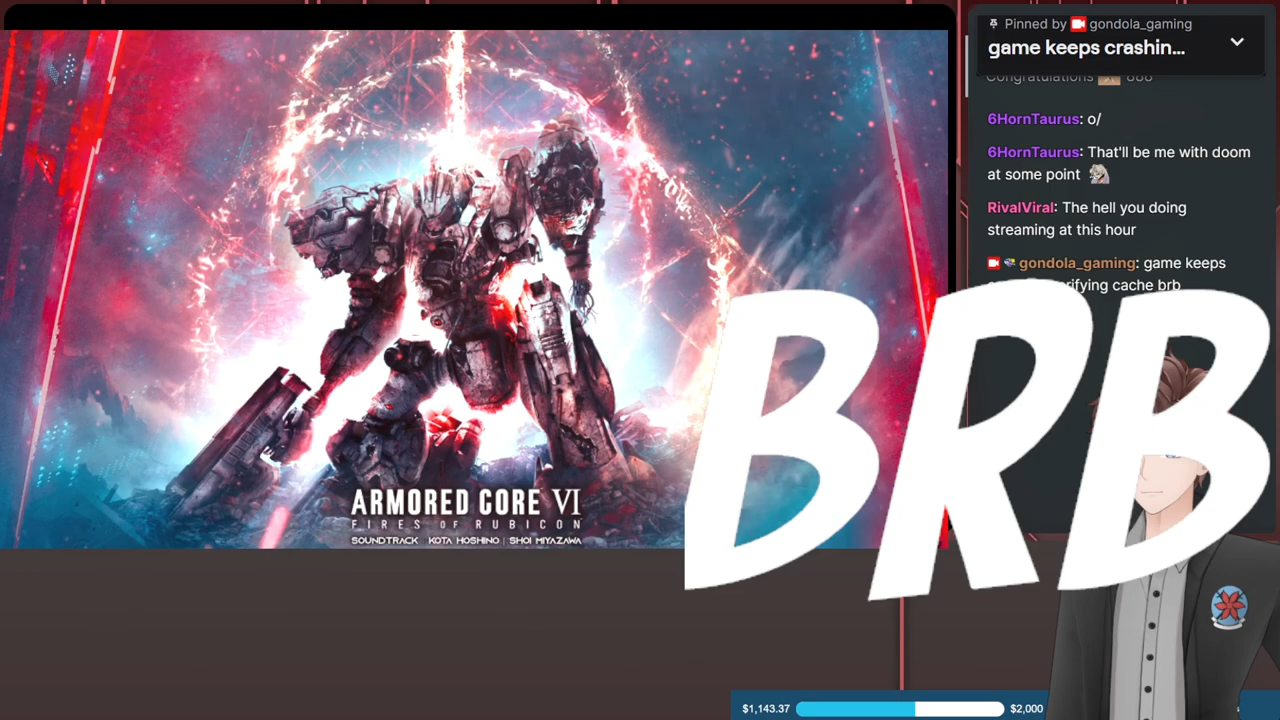 Pinned by gondola_gaming
game keeps crashin...
Congratulations 888
6HornTaurus: o/
6HornTaurus: That'll be me with doom
at some point
RivalViral: The hell you doing
streaming at this hour
gondola_gaming: game keeps
cache brb
BRB
ARMORED CORE VI
FIRES OF RUBICON
SOUNDTRACK KOTA HOSHINO | SHOI MIYAZAWA
$1,143.37
$2,000